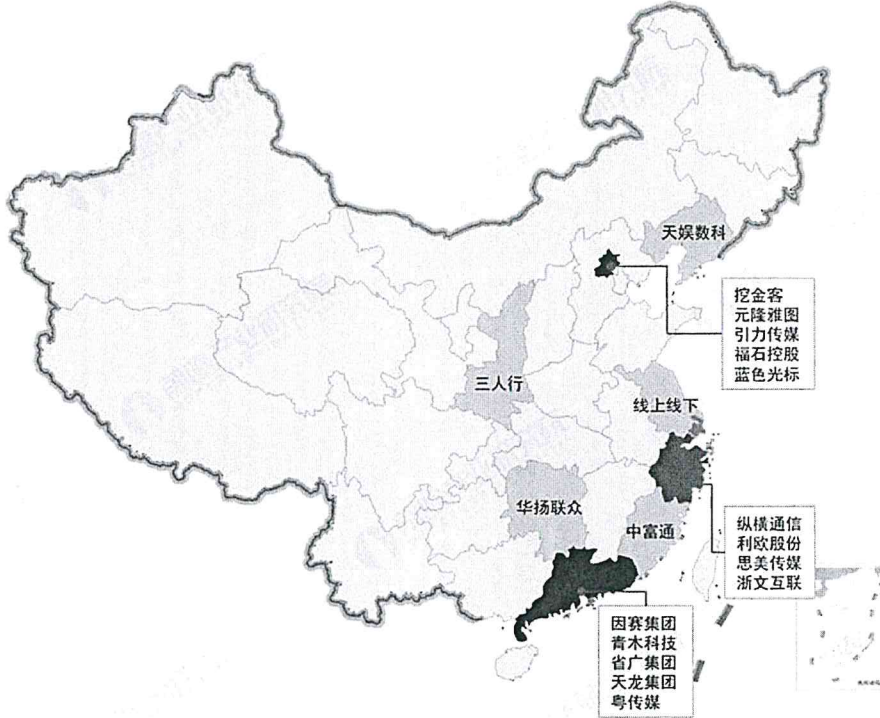 天娱数科
挖金客
元隆雅图
引力传媒
福石控股
蓝色光标
三人行
线上线下
华扬联众
中富通
纵横通信
利欧股份
思美传媒
浙文互联
因赛集团
青木科技
省广集团
天龙集团
粤传媒